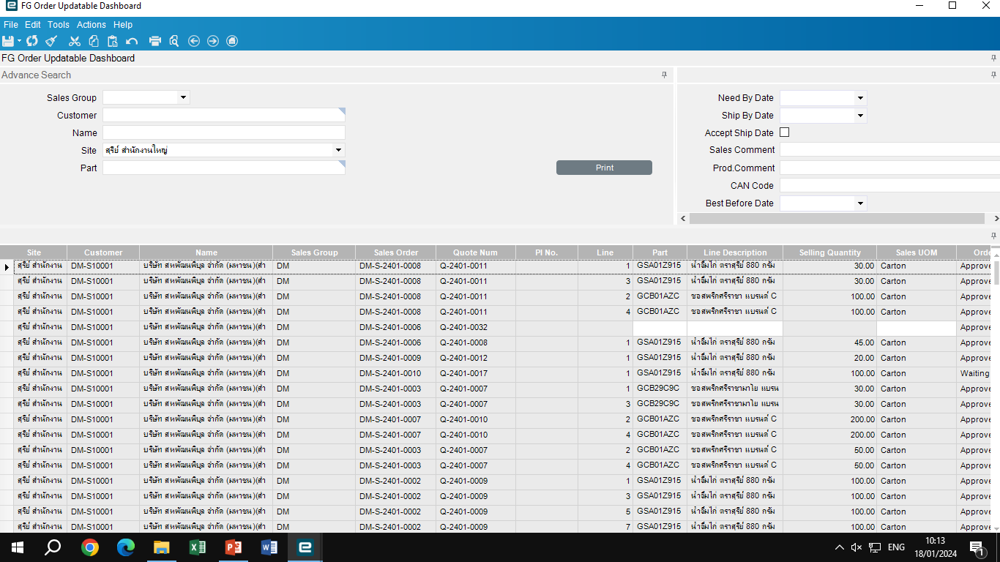 FG Order Updatable Dashboard
File Edit Tools Actions Help
FG Order Updatable Dashboard
Advance Search
Sales Group
Customer
Name
Site สุรีย์ สำนักงานใหญ่
Part
Print
Need By Date
Ship By Date
Accept Ship Date
Sales Comment
Prod.Comment
CAN Code
Best Before Date
Site Customer Name Sales Group Sales Order Quote Num PI No. Line Part Line Description Selling Quantity Sales UOM Orde
สุรีย์ สำนักงาน DM-S10001 บริษัท สหพัฒนพิบูล จำกัด (มหาชน)(สำ DM DM-S-2401-0008 Q-2401-0011 1 GSA01Z915 น้ำจิ้มไก่ ตราสุรีย์ 880 กรัม 30.00 Carton Approve
สุรีย์ สำนักงาน DM-S10001 บริษัท สหพัฒนพิบูล จำกัด (มหาชน)(สำ DM DM-S-2401-0008 Q-2401-0011 3 GSA01Z915 น้ำจิ้มไก่ ตราสุรีย์ 880 กรัม 30.00 Carton Approve
สุรีย์ สำนักงาน DM-S10001 บริษัท สหพัฒนพิบูล จำกัด (มหาชน)(สำ DM DM-S-2401-0008 Q-2401-0011 2 GCB01AZC ซอสพริกศรีราชา แบรนด์ C 100.00 Carton Approve
สุรีย์ สำนักงาน DM-S10001 บริษัท สหพัฒนพิบูล จำกัด (มหาชน)(สำ DM DM-S-2401-0008 Q-2401-0011 4 GCB01AZC ซอสพริกศรีราชา แบรนด์ C 100.00 Carton Approve
สุรีย์ สำนักงาน DM-S10001 บริษัท สหพัฒนพิบูล จำกัด (มหาชน)(สำ DM DM-S-2401-0006 Q-2401-0032 Approve
สุรีย์ สำนักงาน DM-S10001 บริษัท สหพัฒนพิบูล จำกัด (มหาชน)(สำ DM DM-S-2401-0006 Q-2401-0008 1 GSA01Z915 น้ำจิ้มไก่ ตราสุรีย์ 880 กรัม 45.00 Carton Approve
สุรีย์ สำนักงาน DM-S10001 บริษัท สหพัฒนพิบูล จำกัด (มหาชน)(สำ DM DM-S-2401-0009 Q-2401-0012 1 GSA01Z915 น้ำจิ้มไก่ ตราสุรีย์ 880 กรัม 20.00 Carton Approve
สุรีย์ สำนักงาน DM-S10001 บริษัท สหพัฒนพิบูล จำกัด (มหาชน)(สำ DM DM-S-2401-0010 Q-2401-0017 1 GSA01Z915 น้ำจิ้มไก่ ตราสุรีย์ 880 กรัม 100.00 Carton Waiting
สุรีย์ สำนักงาน DM-S10001 บริษัท สหพัฒนพิบูล จำกัด (มหาชน)(สำ DM DM-S-2401-0003 Q-2401-0007 1 GCB29C9C ซอสพริกศรีราชามาโย แบรน 30.00 Carton Approve
สุรีย์ สำนักงาน DM-S10001 บริษัท สหพัฒนพิบูล จำกัด (มหาชน)(สำ DM DM-S-2401-0003 Q-2401-0007 3 GCB29C9C ซอสพริกศรีราชามาโย แบรน 30.00 Carton Approve
สุรีย์ สำนักงาน DM-S10001 บริษัท สหพัฒนพิบูล จำกัด (มหาชน)(สำ DM DM-S-2401-0007 Q-2401-0010 2 GCB01AZC ซอสพริกศรีราชา แบรนด์ C 200.00 Carton Approve
สุรีย์ สำนักงาน DM-S10001 บริษัท สหพัฒนพิบูล จำกัด (มหาชน)(สำ DM DM-S-2401-0007 Q-2401-0010 4 GCB01AZC ซอสพริกศรีราชา แบรนด์ C 200.00 Carton Approve
สุรีย์ สำนักงาน DM-S10001 บริษัท สหพัฒนพิบูล จำกัด (มหาชน)(สำ DM DM-S-2401-0003 Q-2401-0007 2 GCB01AZC ซอสพริกศรีราชา แบรนด์ C 50.00 Carton Approve
สุรีย์ สำนักงาน DM-S10001 บริษัท สหพัฒนพิบูล จำกัด (มหาชน)(สำ DM DM-S-2401-0003 Q-2401-0007 4 GCB01AZC ซอสพริกศรีราชา แบรนด์ C 50.00 Carton Approve
สุรีย์ สำนักงาน DM-S10001 บริษัท สหพัฒนพิบูล จำกัด (มหาชน)(สำ DM DM-S-2401-0002 Q-2401-0009 1 GSA01Z915 น้ำจิ้มไก่ ตราสุรีย์ 880 กรัม 100.00 Carton Approve
สุรีย์ สำนักงาน DM-S10001 บริษัท สหพัฒนพิบูล จำกัด (มหาชน)(สำ DM DM-S-2401-0002 Q-2401-0009 3 GSA01Z915 น้ำจิ้มไก่ ตราสุรีย์ 880 กรัม 100.00 Carton Approve
สุรีย์ สำนักงาน DM-S10001 บริษัท สหพัฒนพิบูล จำกัด (มหาชน)(สำ DM DM-S-2401-0002 Q-2401-0009 5 GSA01Z915 น้ำจิ้มไก่ ตราสุรีย์ 880 กรัม 100.00 Carton Approve
สุรีย์ สำนักงาน DM-S10001 บริษัท สหพัฒนพิบูล จำกัด (มหาชน)(สำ DM DM-S-2401-0002 Q-2401-0009 7 GSA01Z915 น้ำจิ้มไก่ ตราสุรีย์ 880 กรัม 100.00 Carton Approve
ENG
10:13
18/01/2024
1